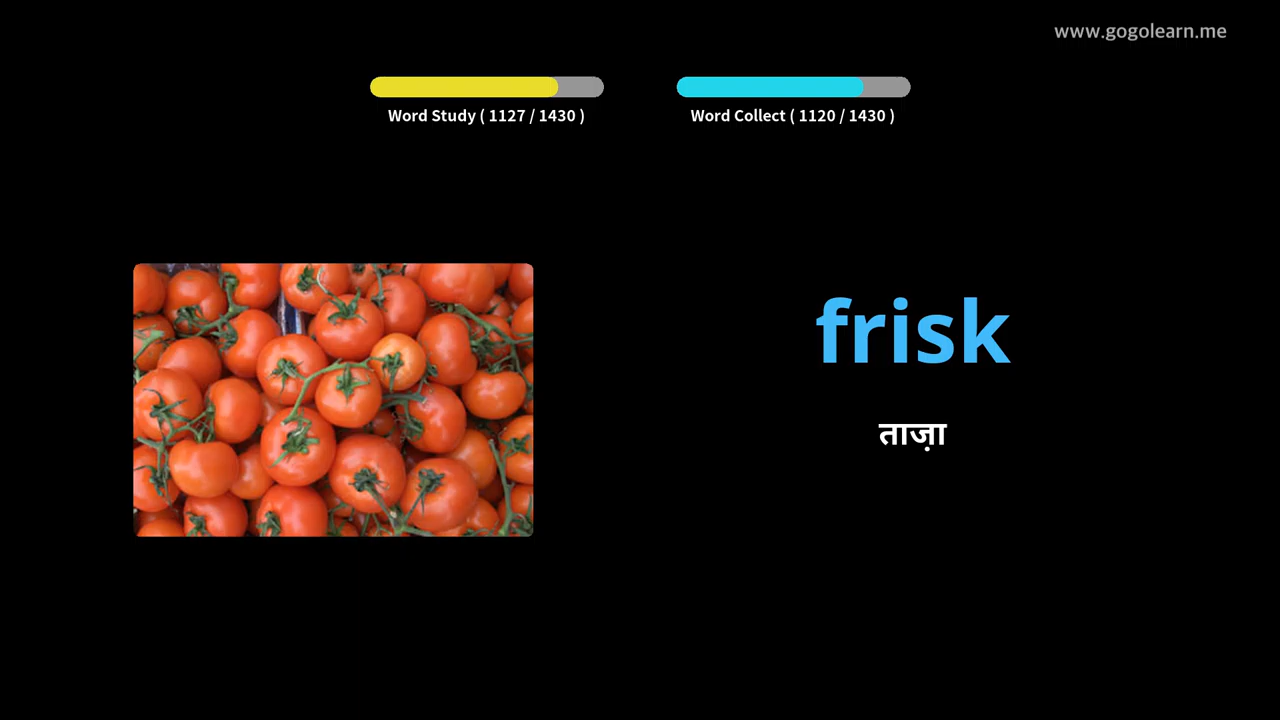 www.gogolearn.me
Word Study ( 1127 / 1430 )
Word Collect ( 1120 / 1430 )
frisk
ताज़ा